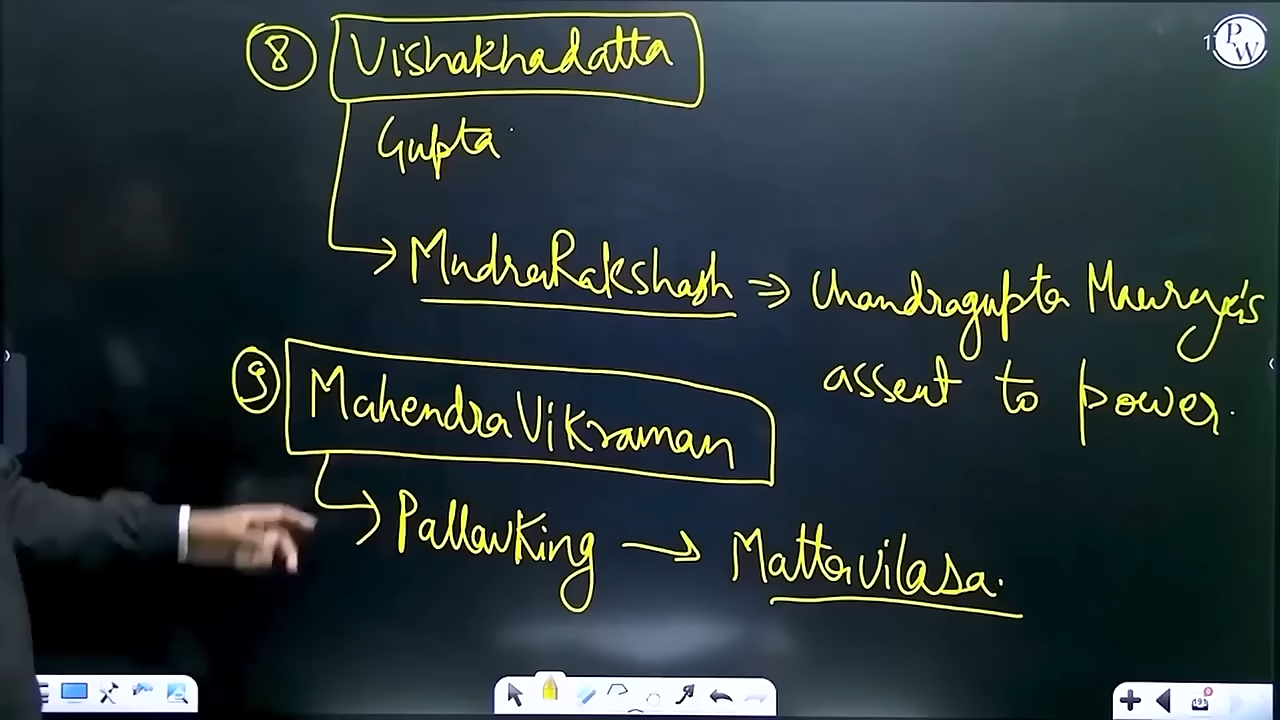 8 Vishakhadatta
Gupta
MudraRakshash ⇒ Chandragupta Maurya's
assent to power.
9 MahendraVikraman
PallavKing → Mattavilasa.
PW